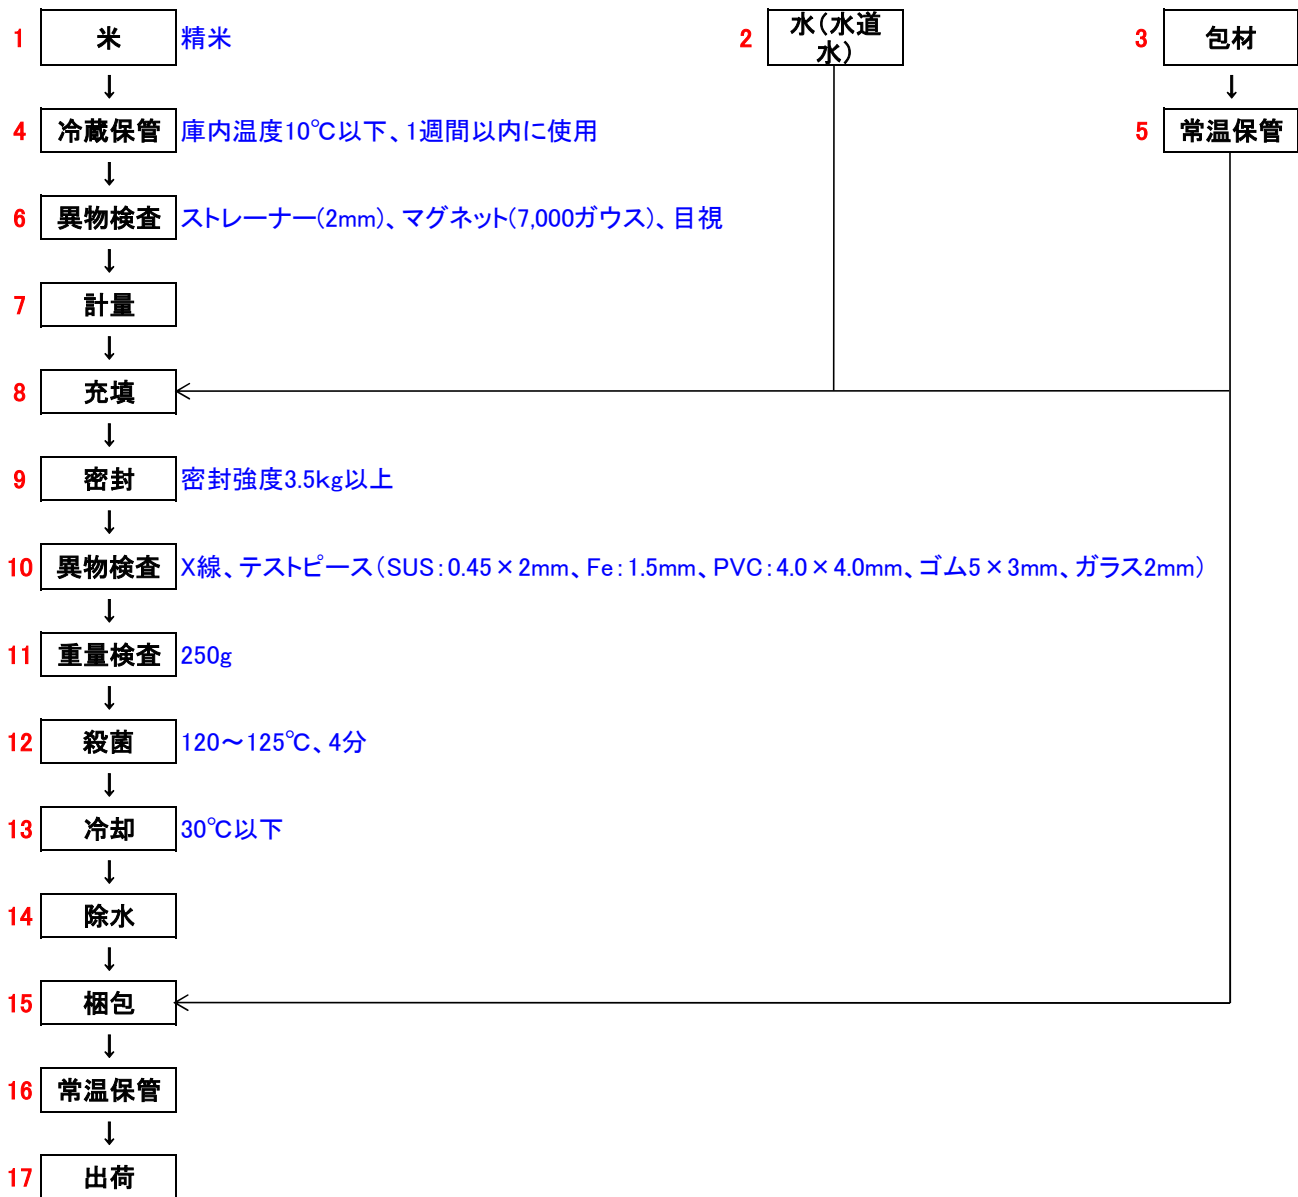 1 米 精米
2 水(水道
水)
3 包材
↓ ↓
4 冷蔵保管 庫内温度10℃以下、1週間以内に使用
5 常温保管
↓
6 異物検査 ストレーナー(2mm)、マグネット(7,000ガウス)、目視
↓
7 計量
↓
8 充填
↓
9 密封 密封強度3.5kg以上
↓
10 異物検査 X線、テストピース(SUS:0.45×2mm、Fe:1.5mm、PVC:4.0×4.0mm、ゴム5×3mm、ガラス2mm)
↓
11 重量検査 250g
↓
12 殺菌 120~125℃、4分
↓
13 冷却 30℃以下
↓
14 除水
↓
15 梱包
↓
16 常温保管
↓
17 出荷